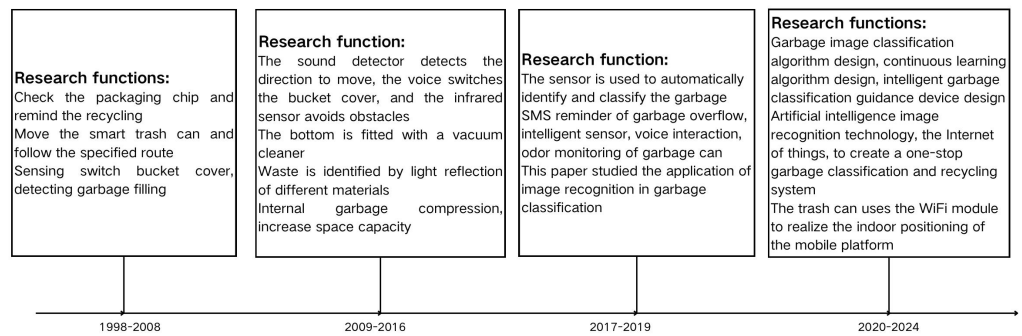 Research functions:
Check the packaging chip and
remind the recycling
Move the smart trash can and
follow the specified route
Sensing switch bucket cover,
detecting garbage filling
Research function:
The sound detector detects the
direction to move, the voice switches
the bucket cover, and the infrared
sensor avoids obstacles
The bottom is fitted with a vacuum
cleaner
Waste is identified by light reflection
of different materials
Internal garbage compression,
increase space capacity
Research function:
The sensor is used to automatically
identify and classify the garbage
SMS reminder of garbage overflow,
intelligent sensor, voice interaction,
odor monitoring of garbage can
This paper studied the application of
image recognition in garbage
classification
Research functions:
Garbage image classification
algorithm design, continuous learning
algorithm design, intelligent garbage
classification guidance device design
Artificial intelligence image
recognition technology, the Internet
of things, to create a one-stop
garbage classification and recycling
system
The trash can uses the WiFi module
to realize the indoor positioning of
the mobile platform
1998-2008
2009-2016
2017-2019
2020-2024